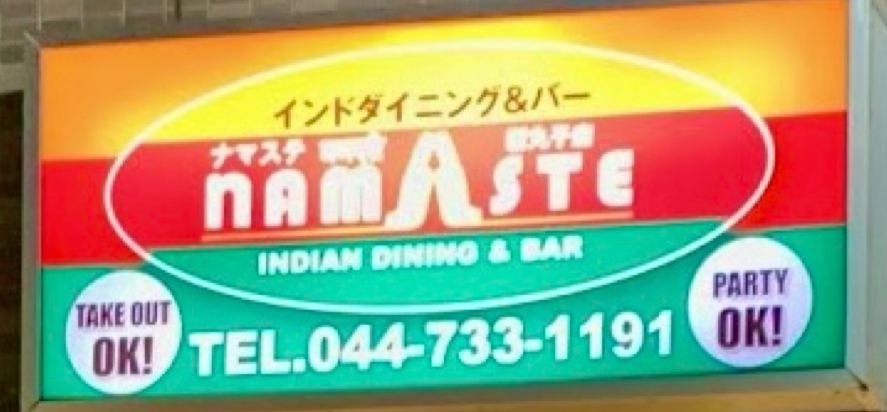 インドダイニング&バー
ナマステ
NAMASTE
INDIAN DINING & BAR
TAKE OUT
OK!
TEL.044-733-1191
PARTY
OK!